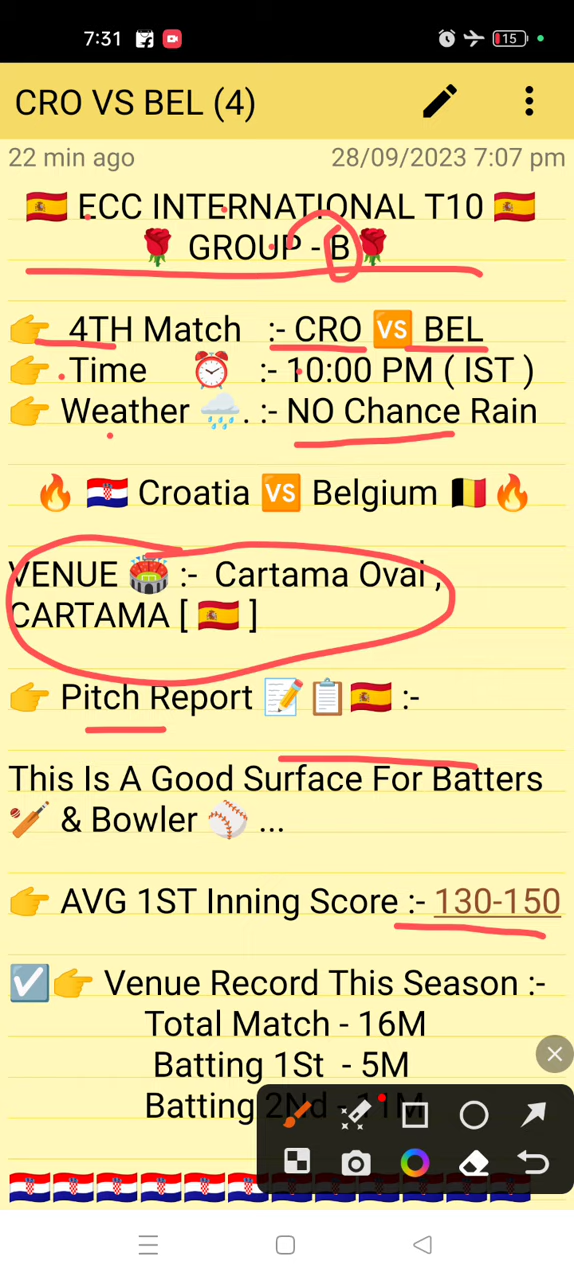 7:31
15
CRO VS BEL (4)
22 min ago 28/09/2023 7:07 pm
🇪🇸 ECC INTERNATIONAL T10 🇪🇸
🌹 GROUP - B🌹
👉 4TH Match :- CRO 🆚 BEL
👉 Time ⏰ :- 10:00 PM ( IST )
👉 Weather 🌧️. :- NO Chance Rain
🔥 🇭🇷 Croatia 🆚 Belgium 🇧🇪 🔥
VENUE 🏟️ :- Cartama Oval ,
CARTAMA [ 🇪🇸 ]
👉 Pitch Report 📝📋🇪🇸 :-
This Is A Good Surface For Batters
🏏 & Bowler ⚾ ...
👉 AVG 1ST Inning Score :- 130-150
☑️👉 Venue Record This Season :-
Total Match - 16M
Batting 1St - 5M
Batting 2Nd - 11M